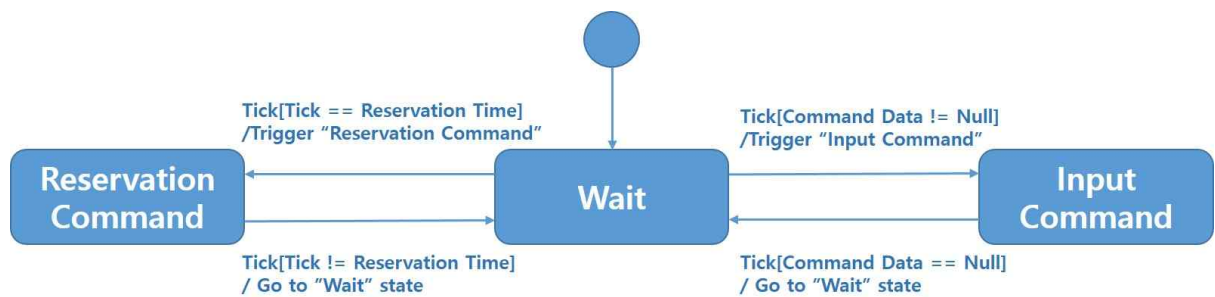 Tick[Tick == Reservation Time]
/Trigger “Reservation Command”
Tick[Command Data != Null]
/Trigger “Input Command”
Reservation
Command
Wait
Input
Command
Tick[Tick != Reservation Time]
/ Go to ”Wait” state
Tick[Command Data == Null]
/ Go to ”Wait” state